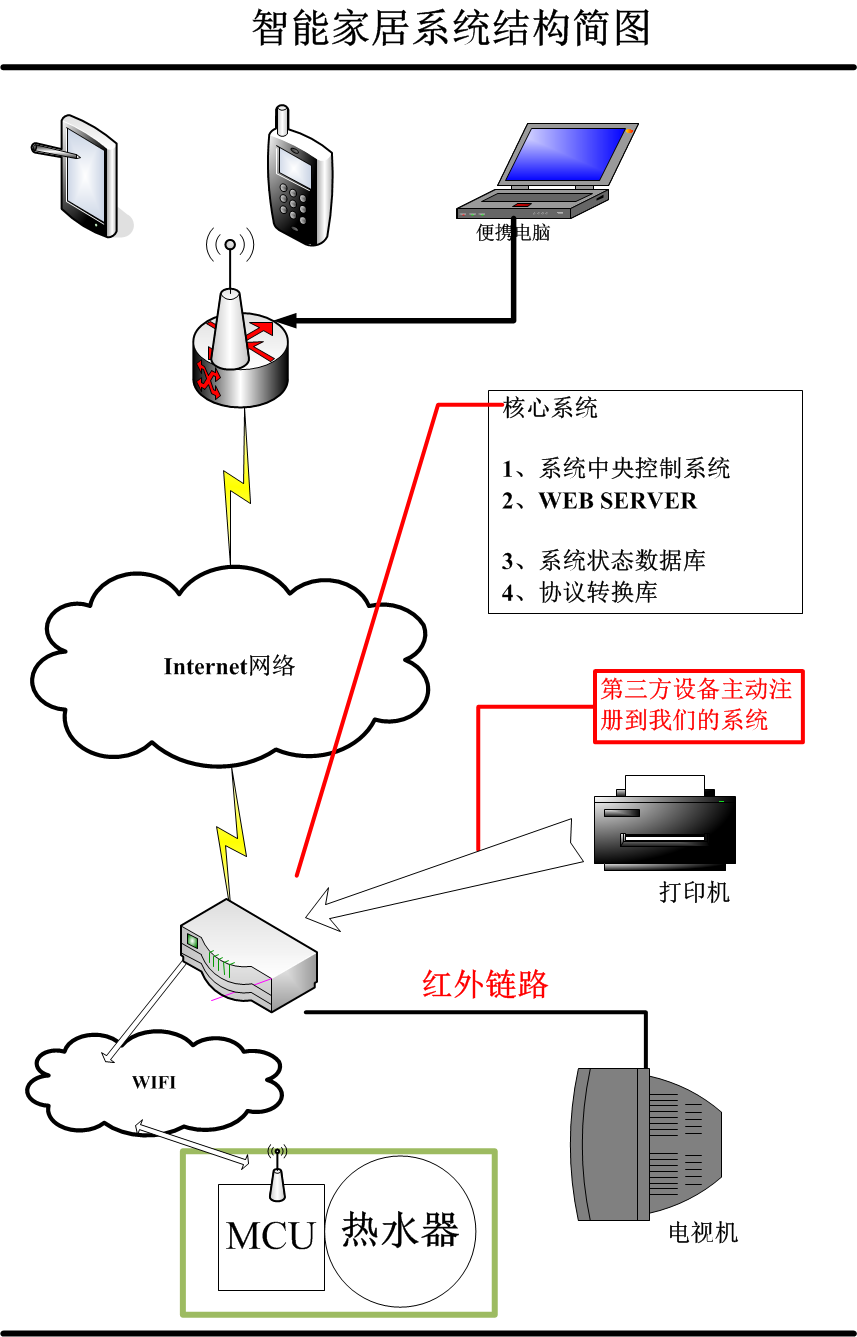 智能家居系统结构简图
便携电脑
核心系统
1、系统中央控制系统
2、WEB SERVER
3、系统状态数据库
4、协议转换库
Internet网络
第三方设备主动注
册到我们的系统
打印机
红外链路
WIFI
MCU
热水器
电视机